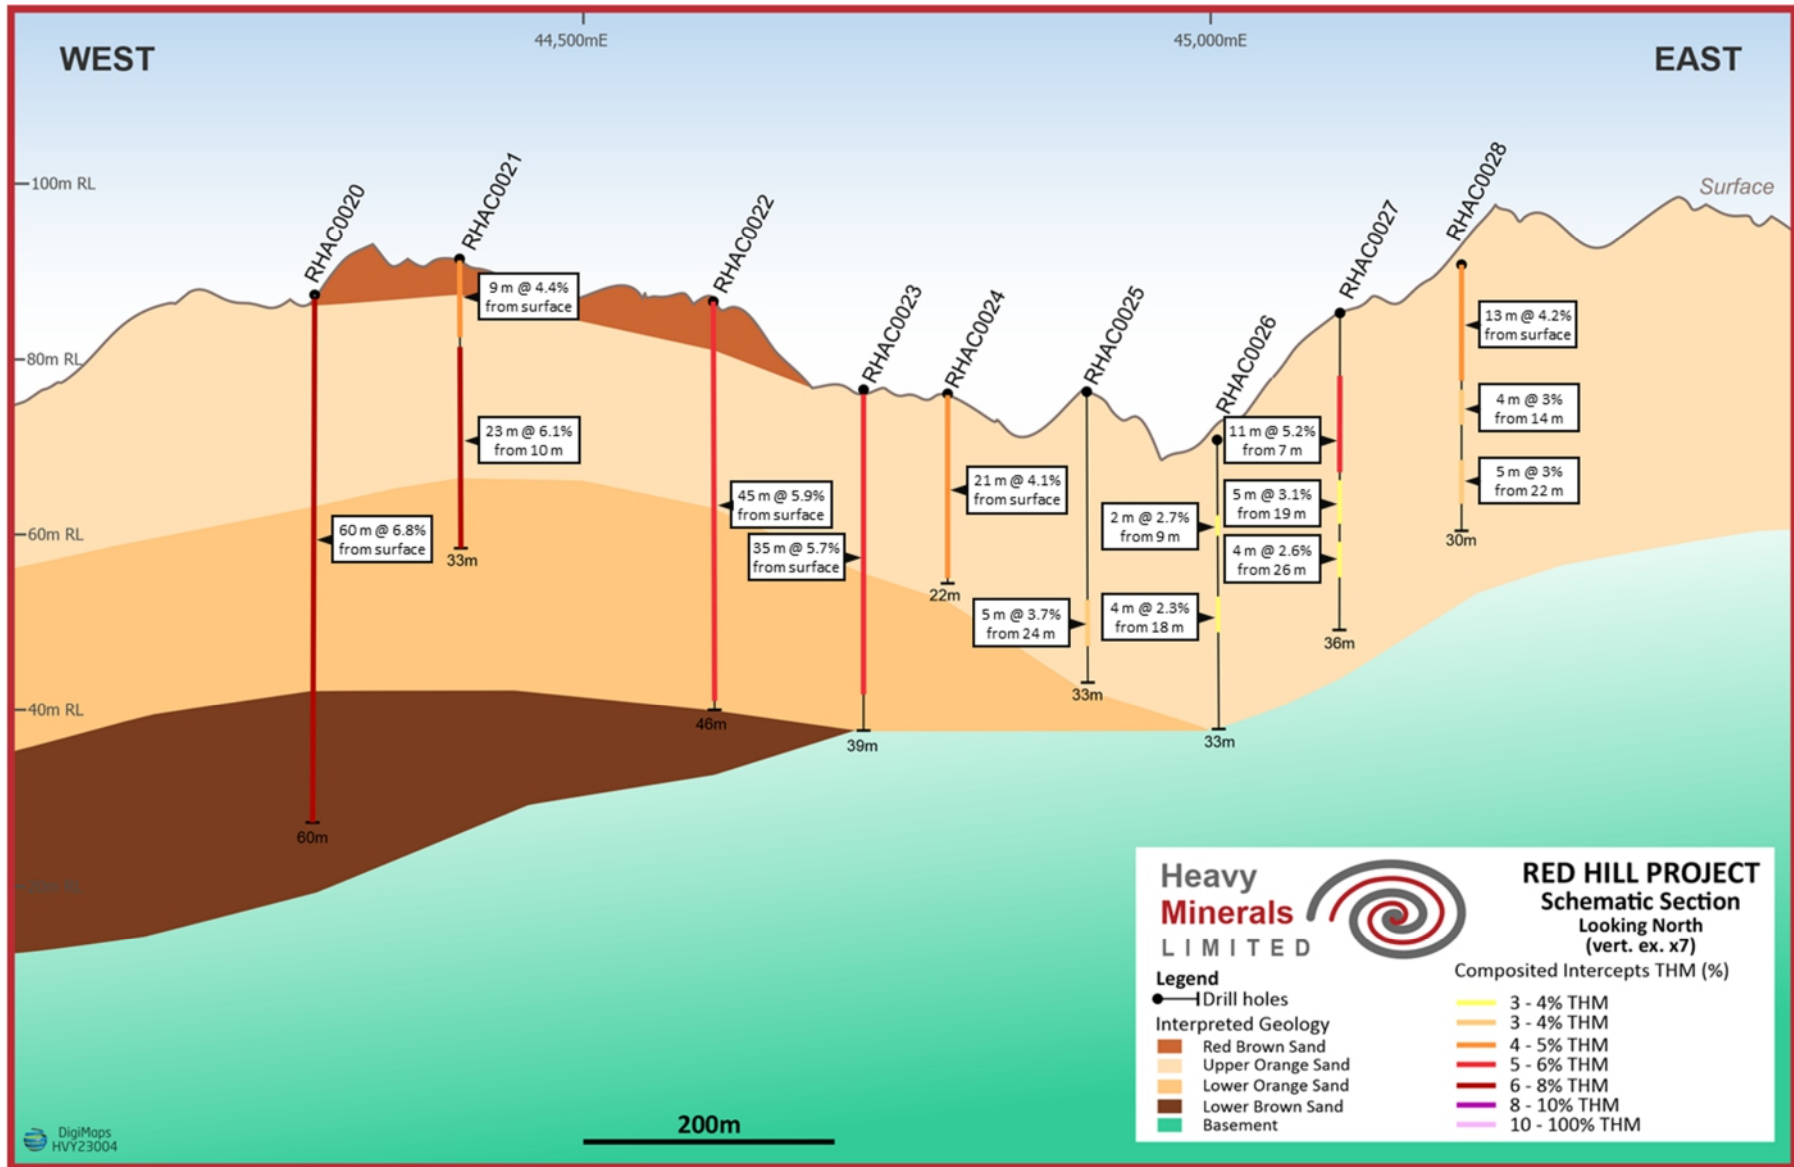 44,500mE
45,000mE
WEST
EAST
100m RL
80m RL
60m RL
40m RL
20m RL
Surface
RHAC0020
RHAC0021
RHAC0022
RHAC0023
RHAC0024
RHAC0025
RHAC0026
RHAC0027
RHAC0028
60 m @ 6.8%
from surface
60m
9 m @ 4.4%
from surface
23 m @ 6.1%
from 10 m
33m
45 m @ 5.9%
from surface
46m
35 m @ 5.7%
from surface
39m
21 m @ 4.1%
from surface
22m
5 m @ 3.7%
from 24 m
33m
2 m @ 2.7%
from 9 m
4 m @ 2.3%
from 18 m
33m
11 m @ 5.2%
from 7 m
5 m @ 3.1%
from 19 m
4 m @ 2.6%
from 26 m
36m
13 m @ 4.2%
from surface
4 m @ 3%
from 14 m
5 m @ 3%
from 22 m
30m
200m
DigiMaps
HVY23004
Heavy
Minerals
LIMITED
RED HILL PROJECT
Schematic Section
Looking North
(vert. ex. x7)
Legend
Drill holes
Interpreted Geology
Red Brown Sand
Upper Orange Sand
Lower Orange Sand
Lower Brown Sand
Basement
Composited Intercepts THM (%)
3 - 4% THM
3 - 4% THM
4 - 5% THM
5 - 6% THM
6 - 8% THM
8 - 10% THM
10 - 100% THM